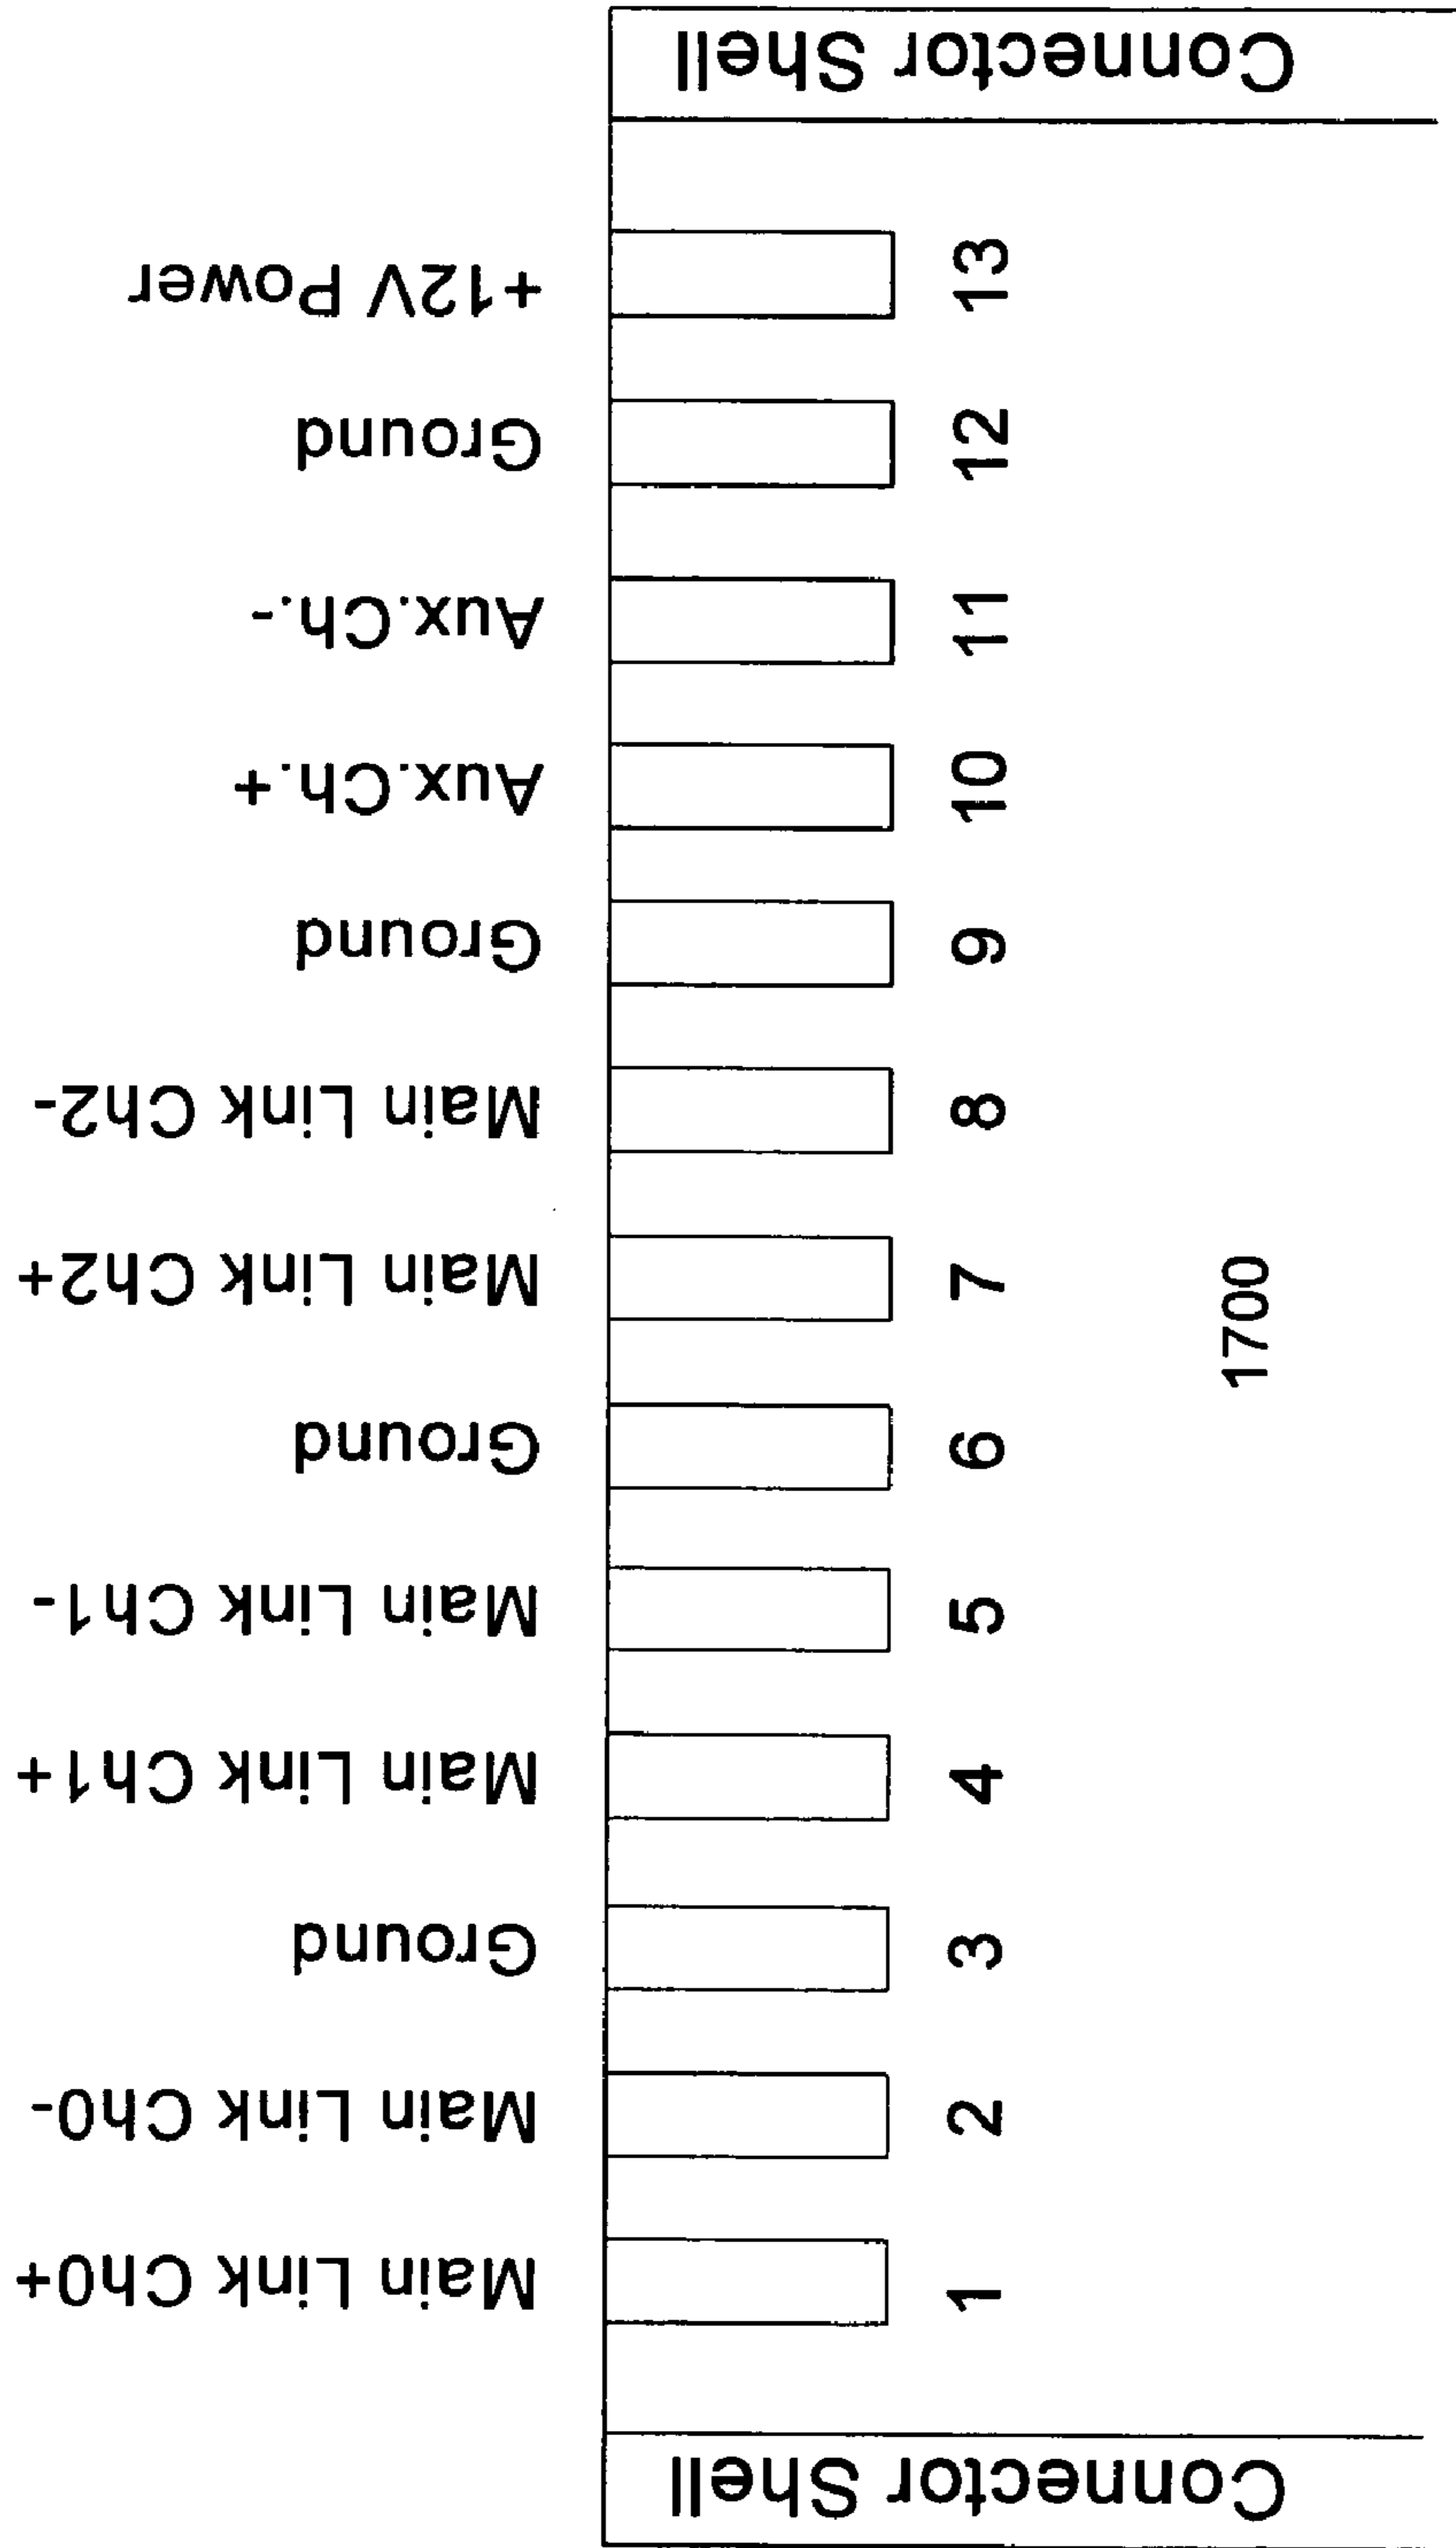 Connector Shell
Main Link Ch0+
1
Main Link Ch0-
2
Ground
3
Main Link Ch1+
4
Main Link Ch1-
5
Ground
6
Main Link Ch2+
7
Main Link Ch2-
8
Ground
9
Aux.Ch.+
10
Aux.Ch.-
11
Ground
12
+12V Power
13
Connector Shell
1700